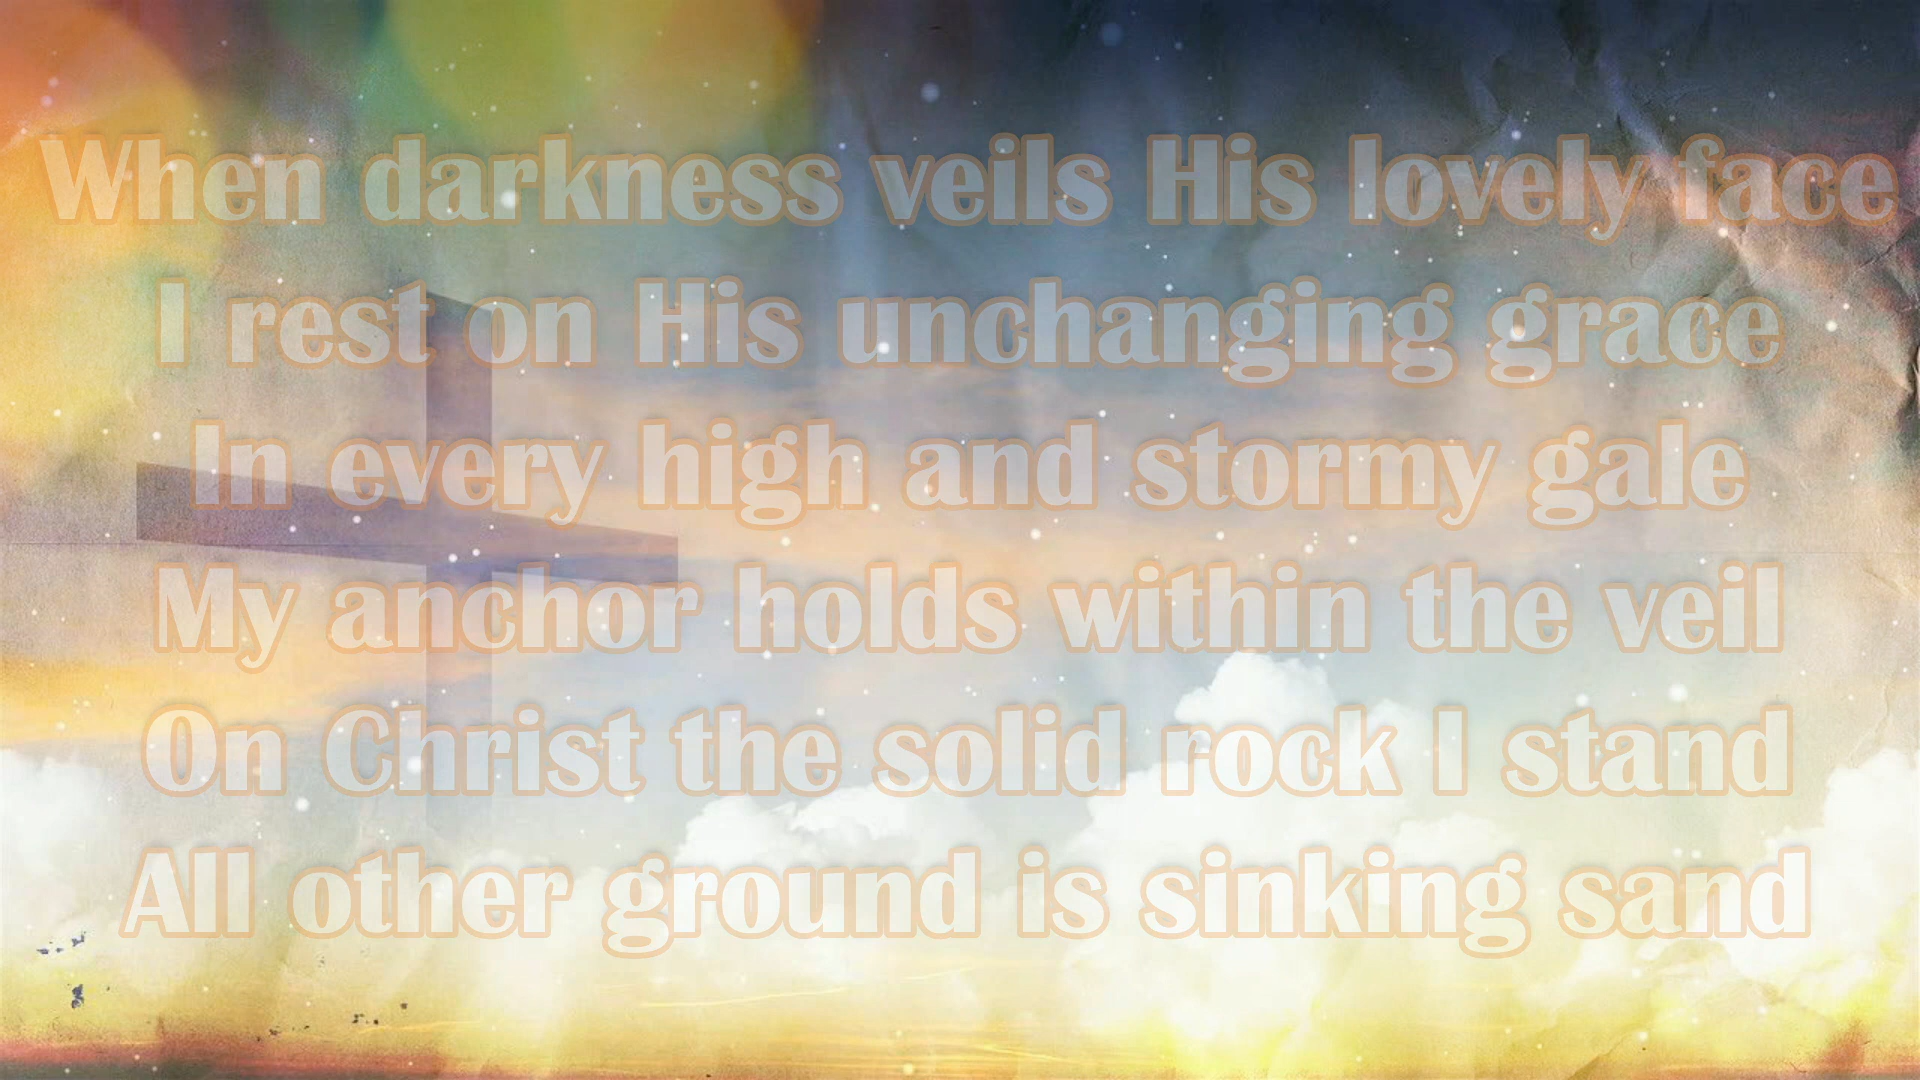 When darkness veils His lovely face
I rest on His unchanging grace
In every high and stormy gale
My anchor holds within the veil
On Christ the solid rock I stand
All other ground is sinking sand